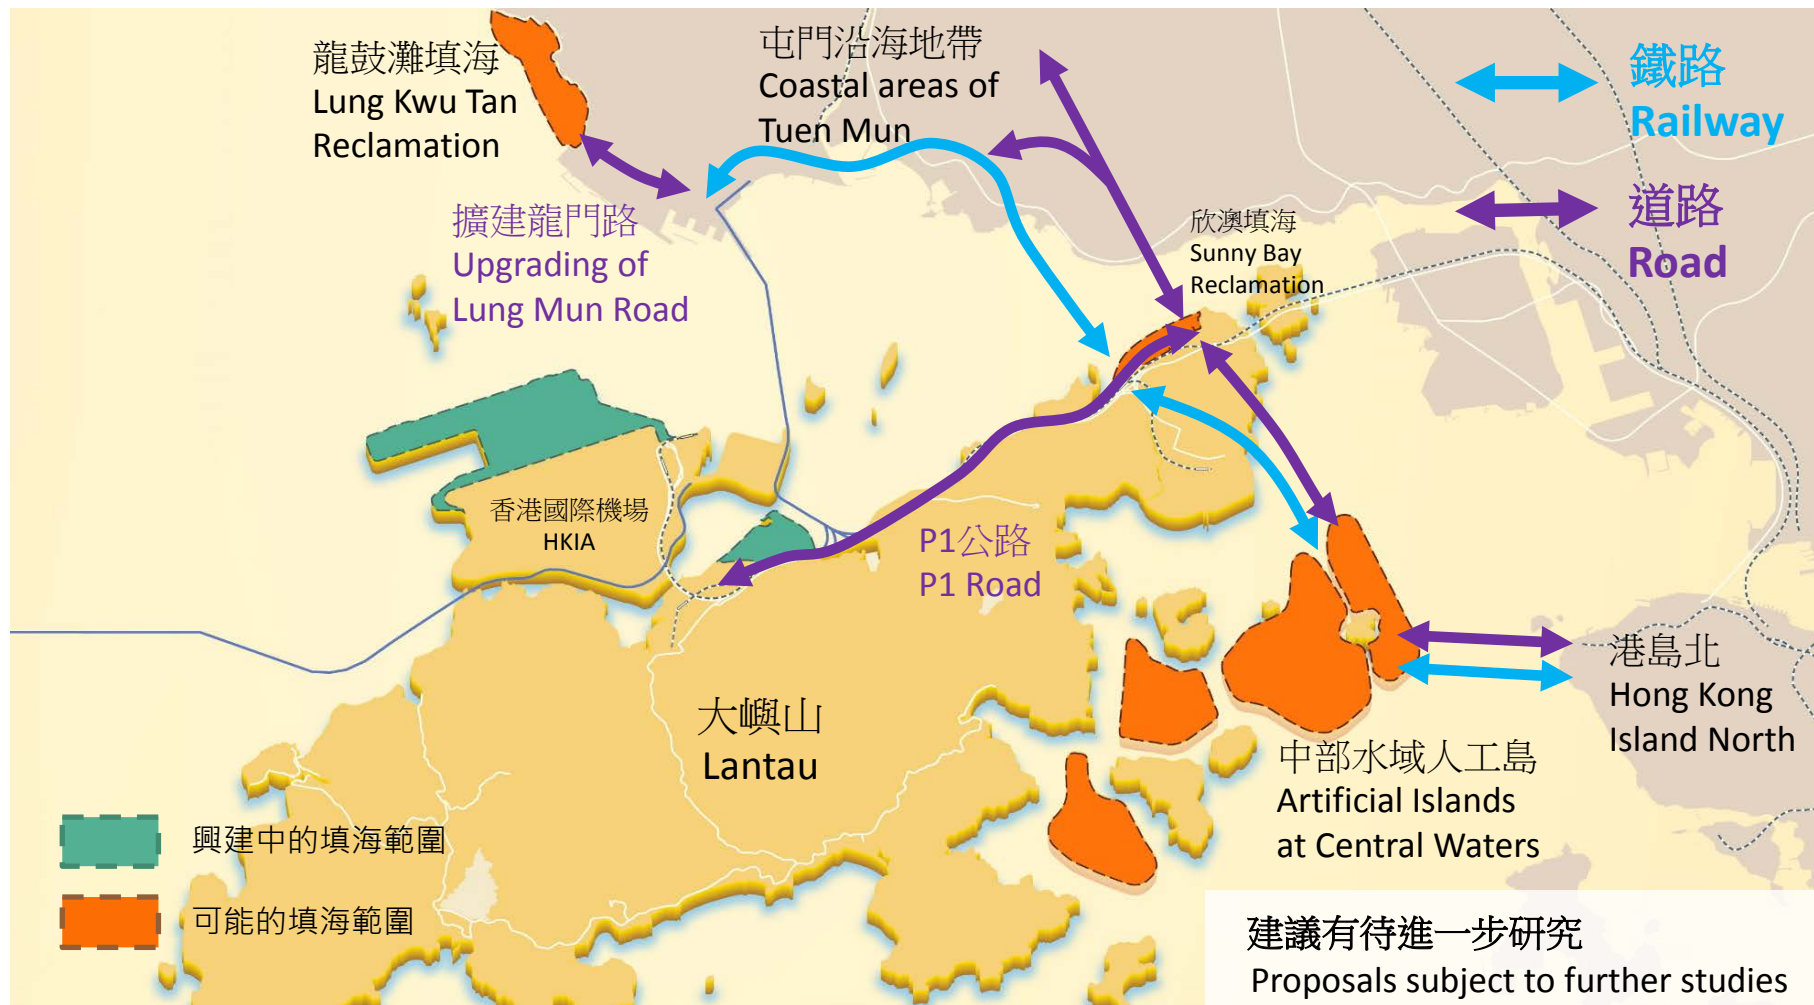 龍鼓灘填海
Lung Kwu Tan
Reclamation
屯門沿海地帶
Coastal areas of
Tuen Mun
鐵路
Railway
道路
Road
擴建龍門路
Upgrading of
Lung Mun Road
欣澳填海
Sunny Bay
Reclamation
香港國際機場
HKIA
P1公路
P1 Road
大嶼山
Lantau
港島北
Hong Kong
Island North
中部水域人工島
Artificial Islands
at Central Waters
興建中的填海範圍
可能的填海範圍
建議有待進一步研究
Proposals subject to further studies